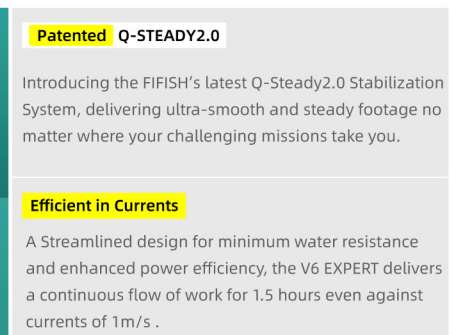 Patented Q-STEADY2.0
Introducing the FIFISH's latest Q-Steady2.0 Stabilization
System, delivering ultra-smooth and steady footage no
matter where your challenging missions take you.
Efficient in Currents
A Streamlined design for minimum water resistance
and enhanced power efficiency, the V6 EXPERT delivers
a continuous flow of work for 1.5 hours even against
currents of 1m/s .